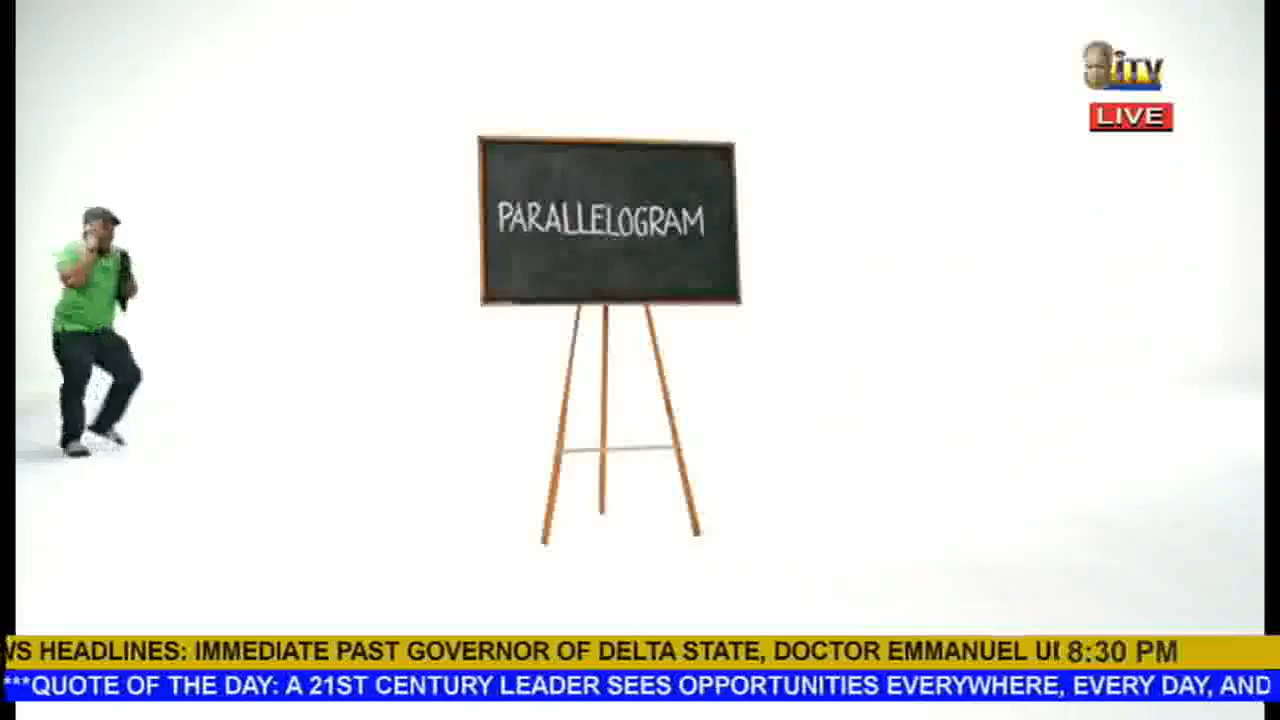 iTV
LIVE
PARALLELOGRAM
WS HEADLINES: IMMEDIATE PAST GOVERNOR OF DELTA STATE, DOCTOR EMMANUEL 8:30 PM
***QUOTE OF THE DAY: A 21ST CENTURY LEADER SEES OPPORTUNITIES EVERYWHERE, EVERY DAY, AND